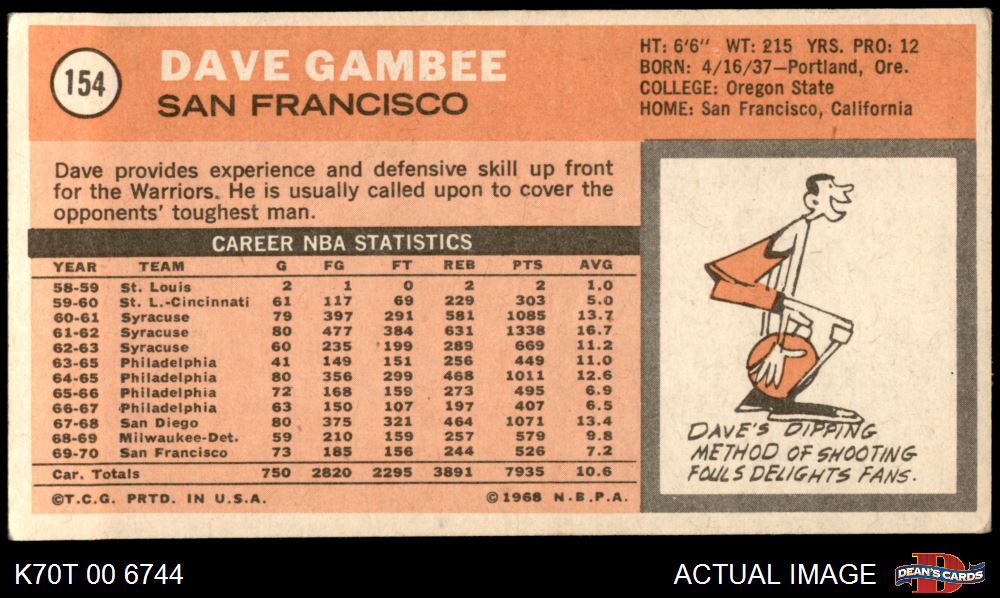 154
DAVE GAMBEE
SAN FRANCISCO
HT: 6'6" WT: 215 YRS. PRO: 12
BORN: 4/16/37—Portland, Ore.
COLLEGE: Oregon State
HOME: San Francisco, California
Dave provides experience and defensive skill up front
for the Warriors. He is usually called upon to cover the
opponents' toughest man.
CAREER NBA STATISTICS
YEAR TEAM G FG FT REB PTS AVG
58-59 St. Louis 2 1 0 2 2 1.0
59-60 St. L.-Cincinnati 61 117 69 229 303 5.0
60-61 Syracuse 79 397 291 581 1085 13.7
61-62 Syracuse 80 477 384 631 1338 16.7
62-63 Syracuse 60 235 199 289 669 11.2
63-65 Philadelphia 41 149 151 256 449 11.0
64-65 Philadelphia 80 356 299 468 1011 12.6
65-66 Philadelphia 72 168 159 273 495 6.9
66-67 Philadelphia 63 150 107 197 407 6.5
67-68 San Diego 80 375 321 464 1071 13.4
68-69 Milwaukee-Det. 59 210 159 257 579 9.8
69-70 San Francisco 73 185 156 244 526 7.2
Car. Totals 750 2820 2295 3891 7935 10.6
©T.C.G. PRTD. IN U.S.A. ©1968 N.B.P.A.
DAVE'S DIPPING
METHOD OF SHOOTING
FOULS DELIGHTS FANS.
K70T 00 6744
ACTUAL IMAGE
DEAN'S CARDS